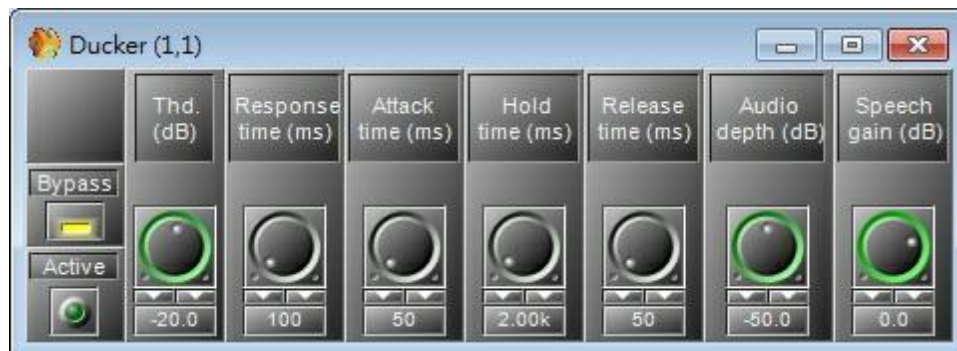 Ducker (1,1)
Thd.
(dB)
Response
time (ms)
Attack
time (ms)
Hold
time (ms)
Release
time (ms)
Audio
depth (dB)
Speech
gain (dB)
Bypass
Active
-20.0
100
50
2.00k
50
-50.0
0.0